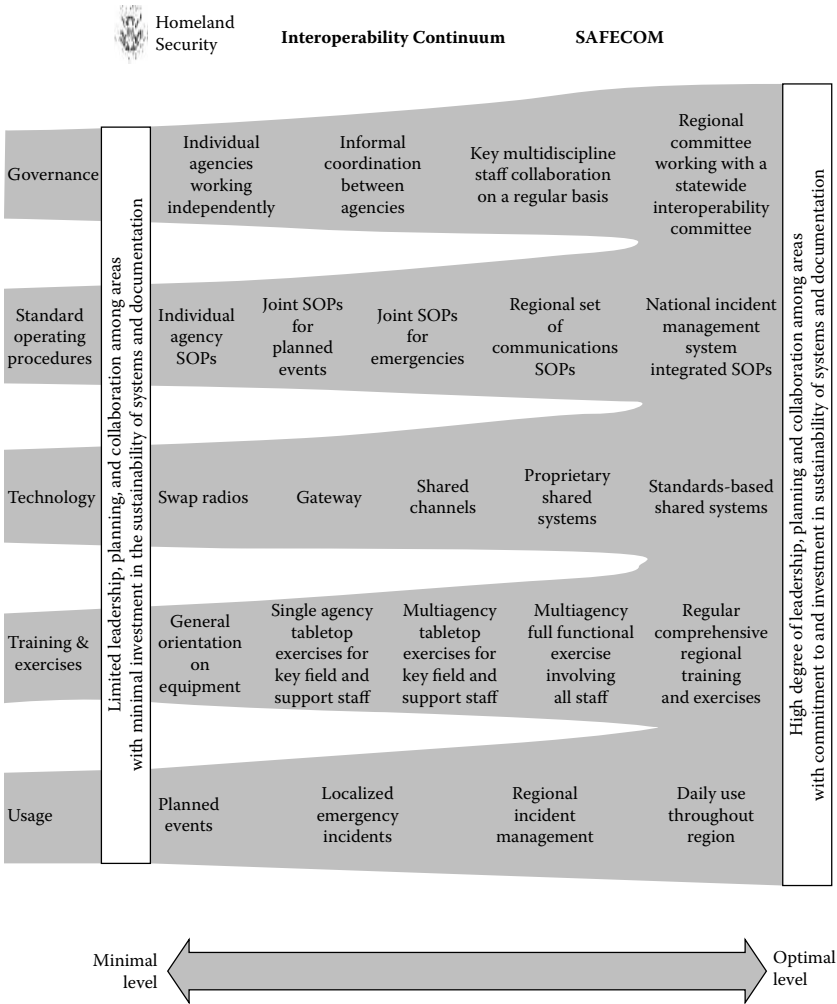 Homeland
Security
Interoperability Continuum
SAFECOM
Limited leadership, planning, and collaboration among areas
with minimal investment in the sustainability of systems and documentation
Governance
Individual
agencies
working
independently
Informal
coordination
between
agencies
Key multidiscipline
staff collaboration
on a regular basis
Regional
committee
working with a
statewide
interoperability
committee
Standard
operating
procedures
Individual
agency
SOPs
Joint SOPs
for
planned
events
Joint SOPs
for
emergencies
Regional set
of
communications
SOPs
National incident
management
system
integrated SOPs
Technology
Swap radios
Gateway
Shared
channels
Proprietary
shared
systems
Standards-based
shared systems
Training &
exercises
General
orientation
on
equipment
Single agency
tabletop
exercises for
key field and
support staff
Multiagency
tabletop
exercises for
key field and
support staff
Multiagency
full functional
exercise
involving
all staff
Regular
comprehensive
regional
training
and exercises
Usage
Planned
events
Localized
emergency
incidents
Regional
incident
management
Daily use
throughout
region
High degree of leadership, planning and collaboration among areas
with commitment to and investment in sustainability of systems and documentation
Minimal
level
Optimal
level